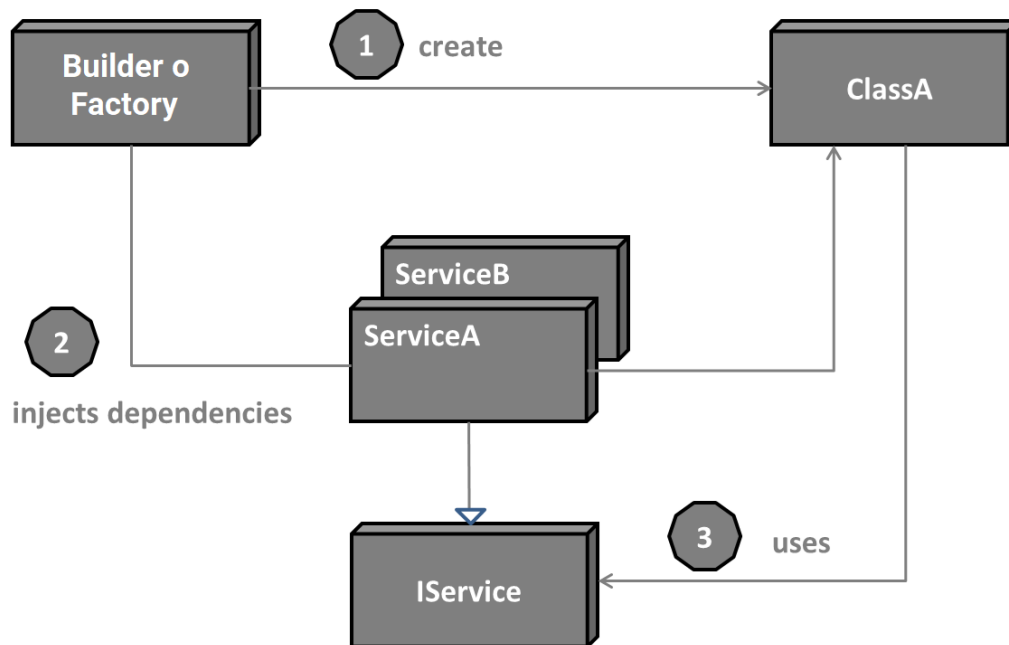 Builder o
Factory
1
create
ClassA
ServiceB
ServiceA
2
injects dependencies
3
uses
IService